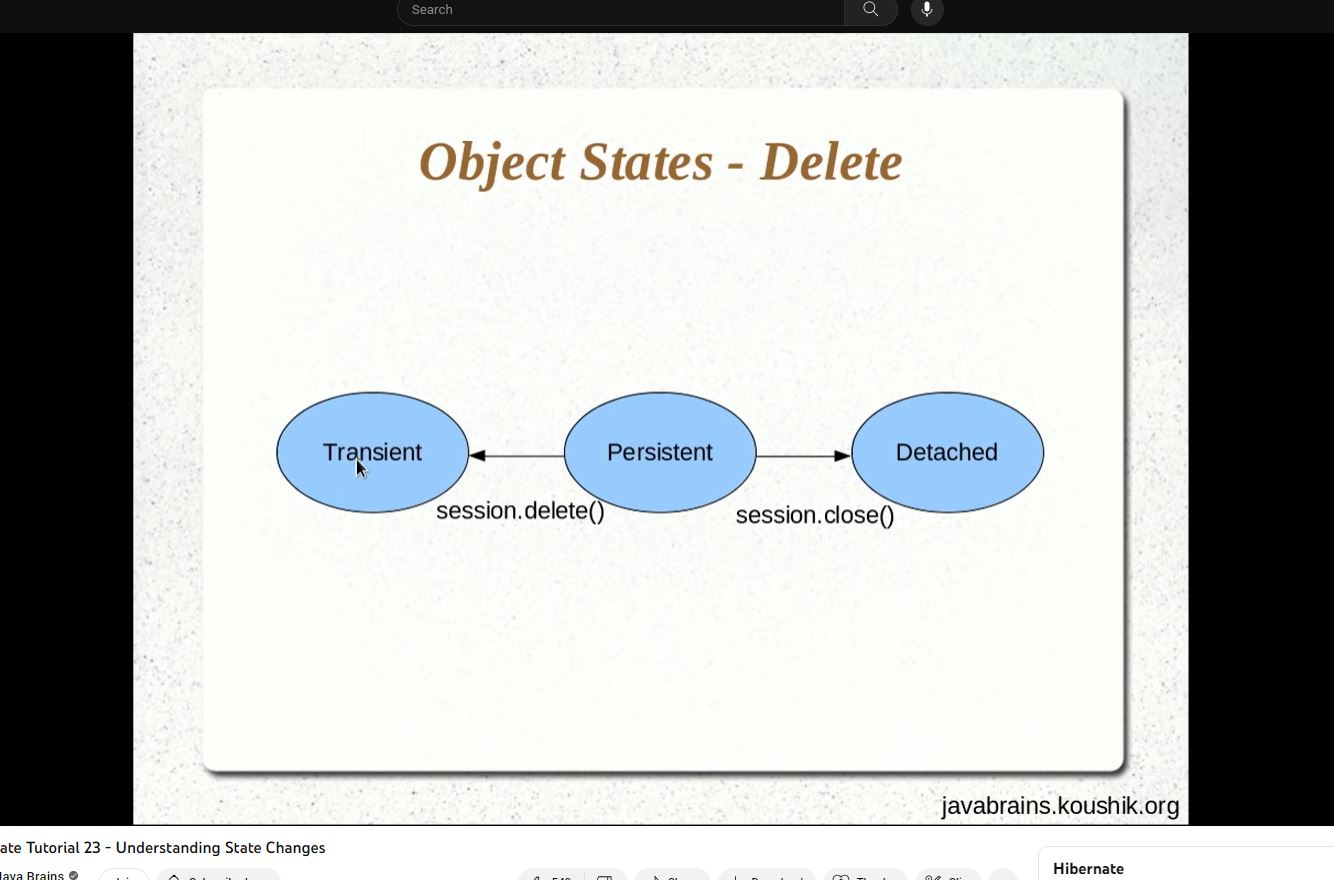 Search
Object States - Delete
Transient
Persistent
Detached
session.delete()
session.close()
javabrains.koushik.org
ate Tutorial 23 - Understanding State Changes
Java Brains
Hibernate